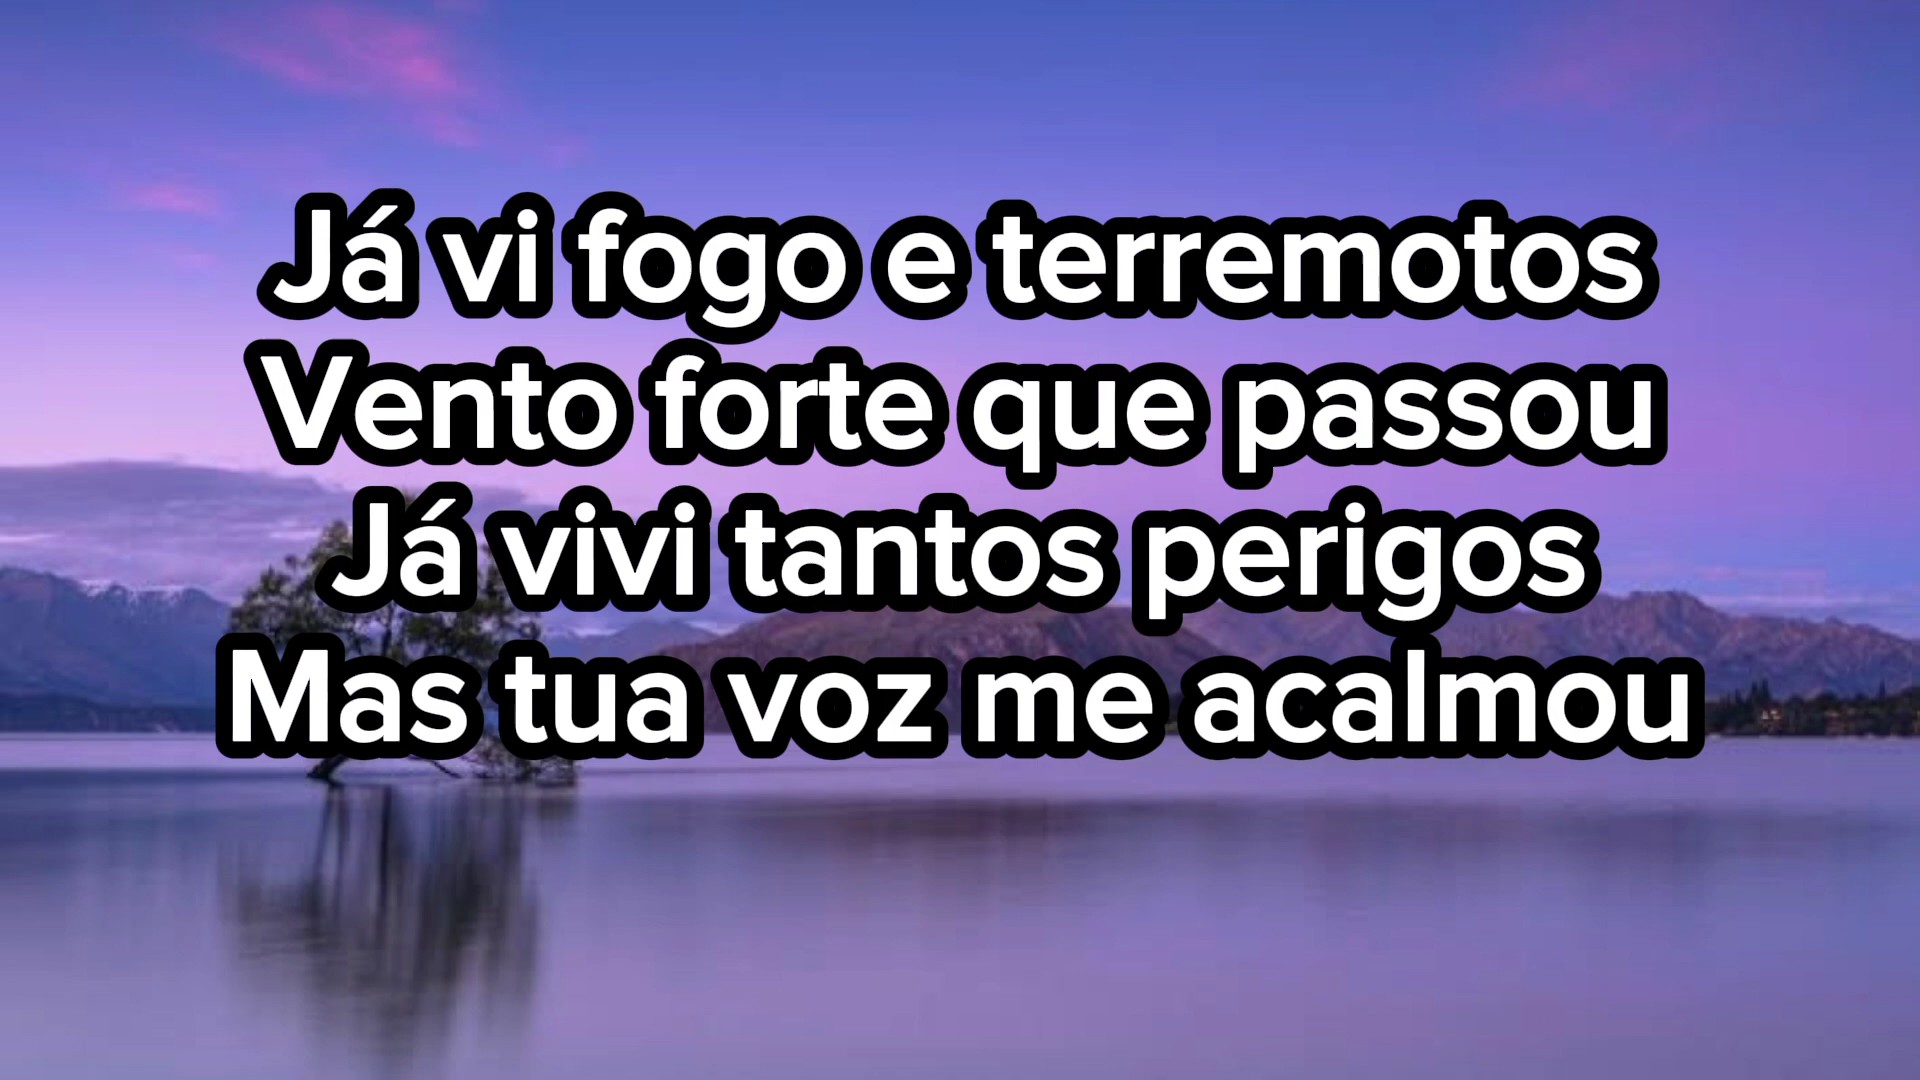 Já vi fogo e terremotos
Vento forte que passou
Já vivi tantos perigos
Mas tua voz me acalmou